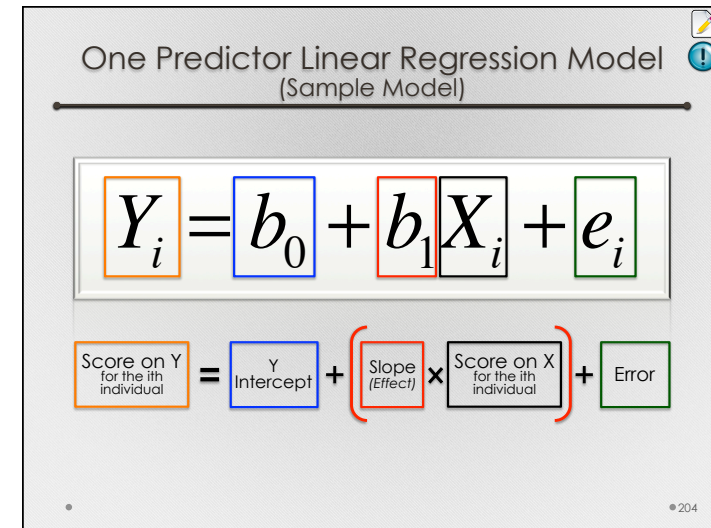 One Predictor Linear Regression Model
(Sample Model)
Yᵢ = b₀ + b₁Xᵢ + eᵢ
Score on Y for the ith individual = Y Intercept + ( Slope (Effect) × Score on X for the ith individual ) + Error
204